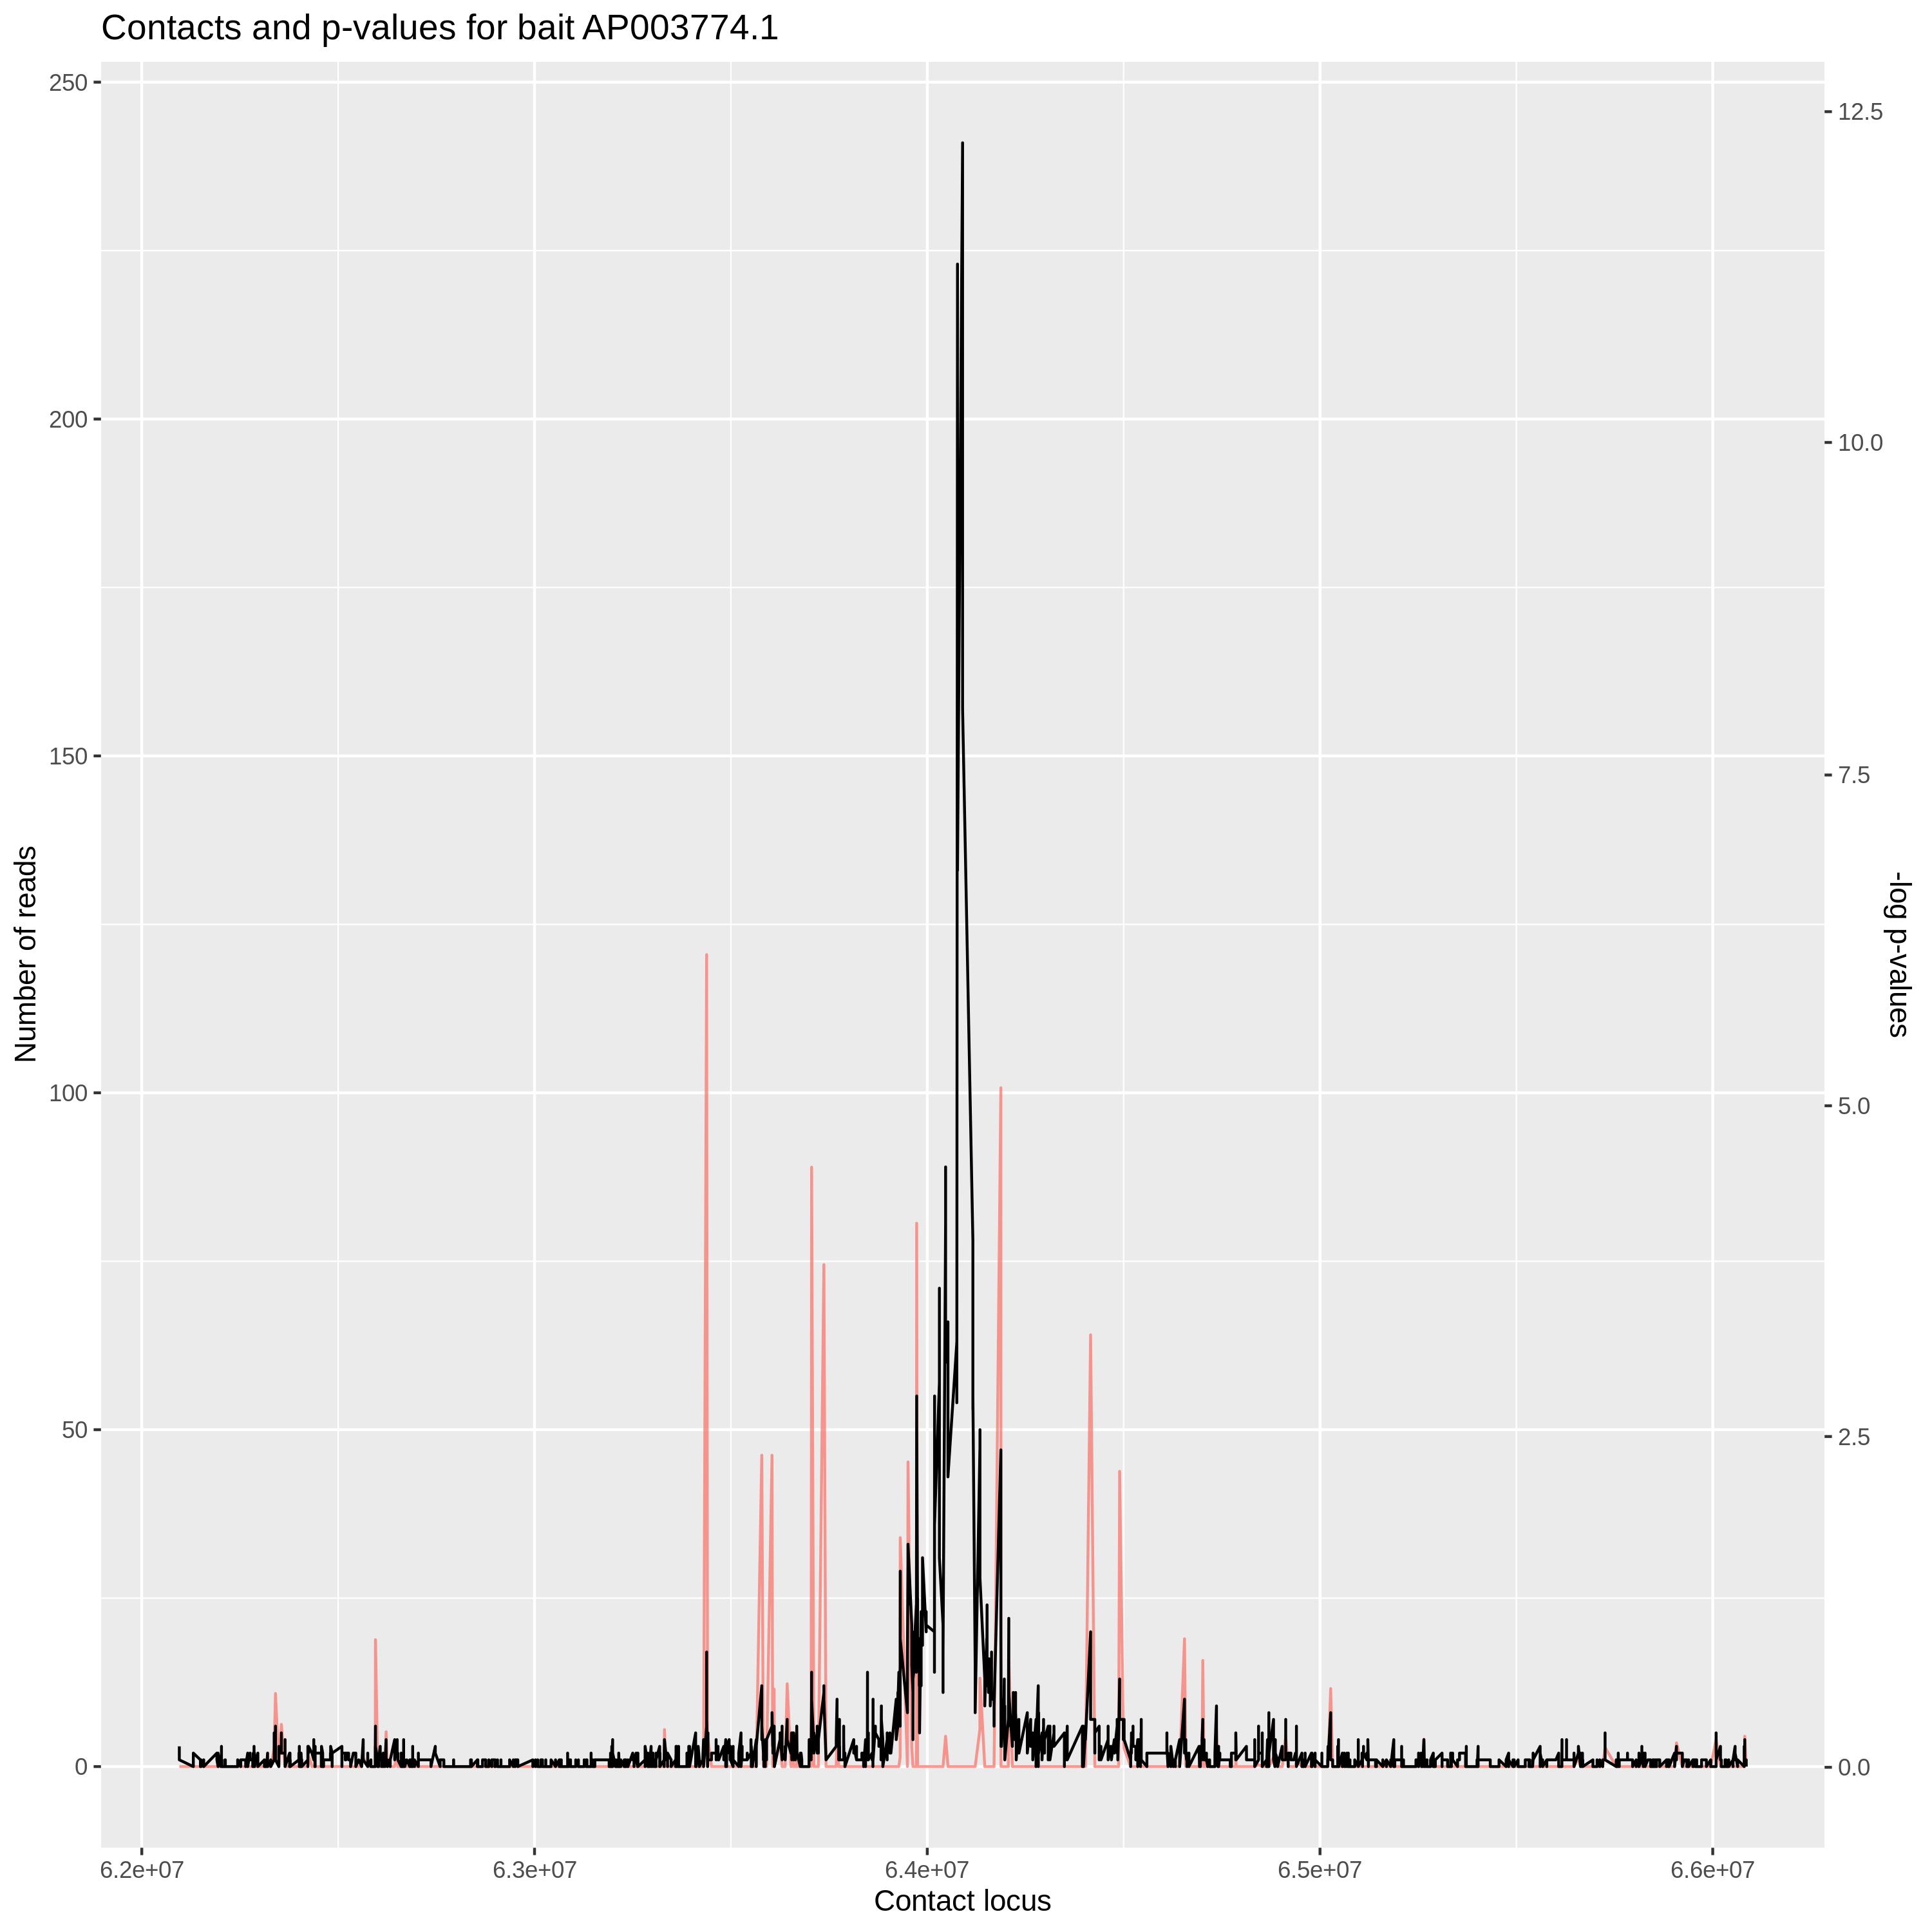 Contacts and p-values for bait AP003774.1
250
200
150
100
50
0
12.5
10.0
7.5
5.0
2.5
0.0
Number of reads
-log p-values
6.2e+07 6.3e+07 6.4e+07 6.5e+07 6.6e+07
Contact locus